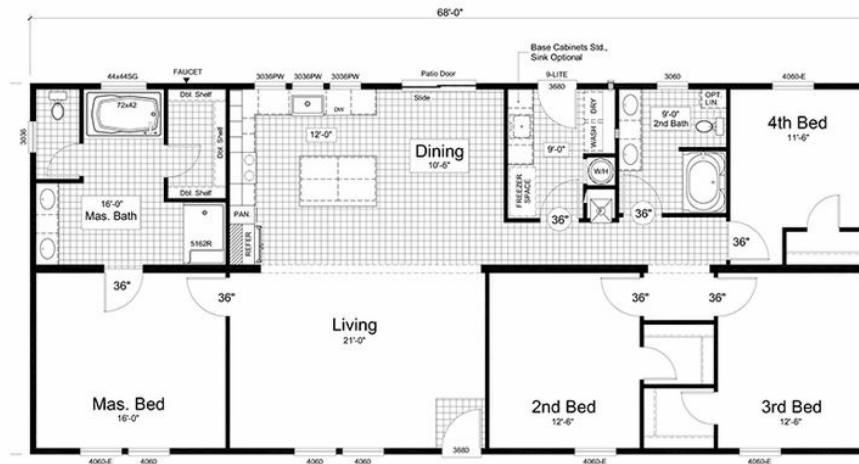 68'-0"
Base Cabinets Std.,
Sink Optional
44x44SG
FAUCET
3036PW
3036PW
3036PW
Patio Door
9-LITE
3680
3060
4060-E
Dbl. Shelf
Slide
DW
OPT.
LIN.
72x42
3036
Dbl. Shelf
12'-0"
WASH
DRY
9'-0"
2nd Bath
4th Bed
11'-6"
Dining
10'-6"
9'-0"
W/H
FREEZER
SPACE
Dbl. Shelf
16'-0"
Mas. Bath
PAN.
5162R
REFER
36"
36"
36"
36"
36"
36"
36"
Living
21'-0"
Mas. Bed
16'-0"
2nd Bed
12'-6"
3rd Bed
12'-6"
3680
4060-E
4060
4060
4060
4060-E
4060-E